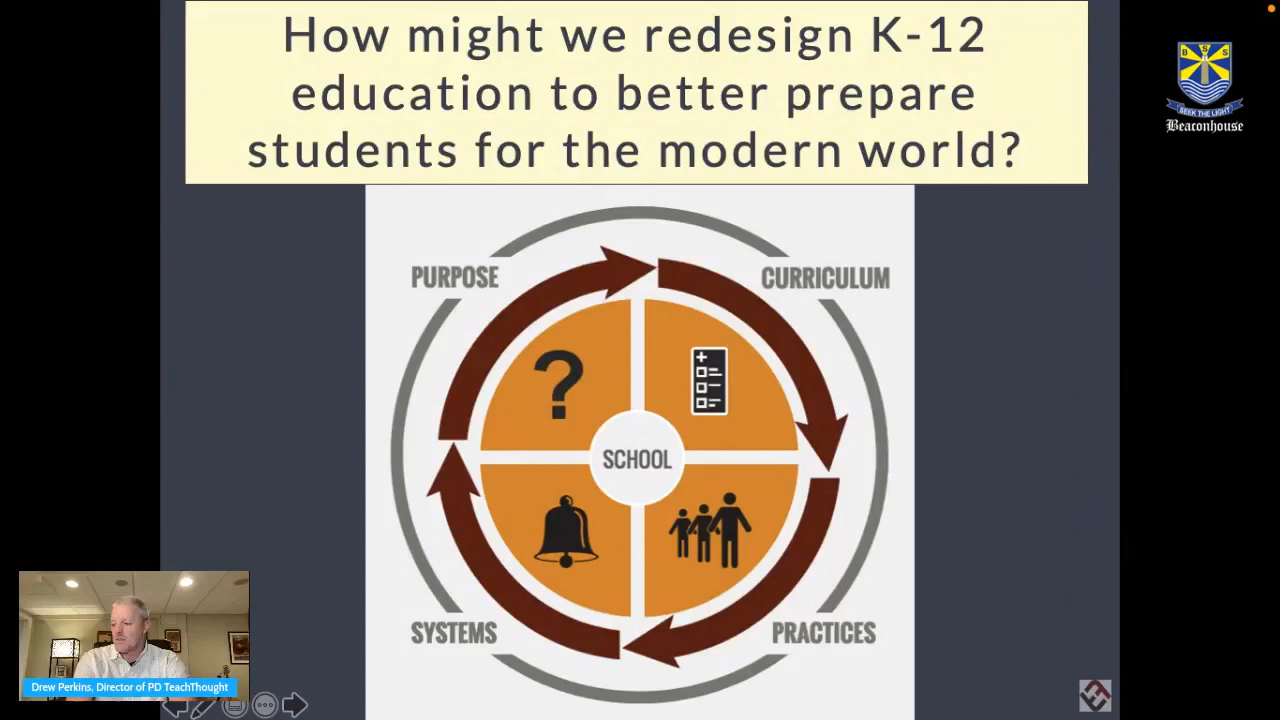 How might we redesign K-12
education to better prepare
students for the modern world?
B S S
SEEK THE LIGHT
Beaconhouse
PURPOSE
CURRICULUM
?
SCHOOL
SYSTEMS
PRACTICES
Drew Perkins, Director of PD TeachThought